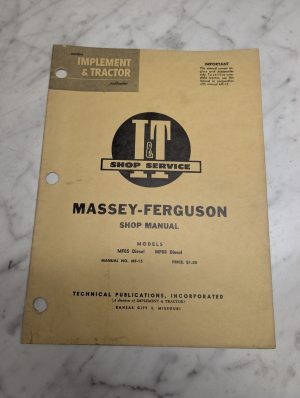 IMPLEMENT
& TRACTOR
IMPORTANT
I&T
SHOP SERVICE
MASSEY-FERGUSON
SHOP MANUAL
MODELS
MF65 Diesel MF85 Diesel
MANUAL NO. MF-15 PRICE, $1.50
TECHNICAL PUBLICATIONS, INCORPORATED
(A division of IMPLEMENT & TRACTOR)
KANSAS CITY 5, MISSOURI